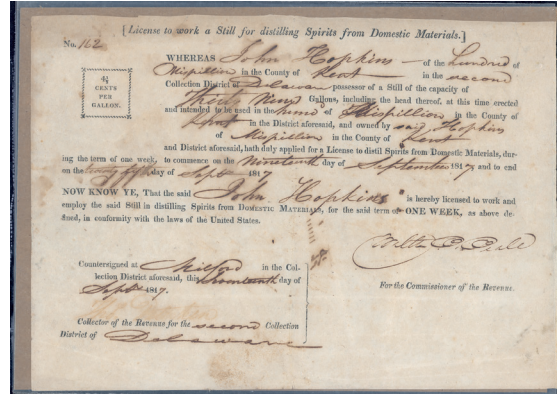 [License to work a Still for distilling Spirits from Domestic Materials.]
No. 162
4½
CENTS
PER
GALLON.
WHEREAS John Hopkins of the Hundred of
Mispillion in the County of Kent in the second
Collection District of Delaware possessor of a Still of the capacity of
Thirty Nine Gallons, including the head thereof, at this time erected
and intended to be used in the hund of Mispillion in the County of
Kent in the District aforesaid, and owned by said Hopkins
of Mispillion in the County of Kent
and District aforesaid, hath duly applied for a License to distil Spirits from Domestic Materials, dur-
ing the term of one week, to commence on the Nineteenth day of September 1817 and to end
on the twenty fifth day of Sept 1817
NOW KNOW YE, That the said John Hopkins is hereby licensed to work and
employ the said Still in distilling Spirits from DOMESTIC MATERIALS, for the said term of ONE WEEK, as above de-
fined, in conformity with the laws of the United States.
Countersigned at Milford in the Col-
lection District aforesaid, this day of
Sept 1817.
For the Commissioner of the Revenue.
Collector of the Revenue for the second Collection
District of Delaware